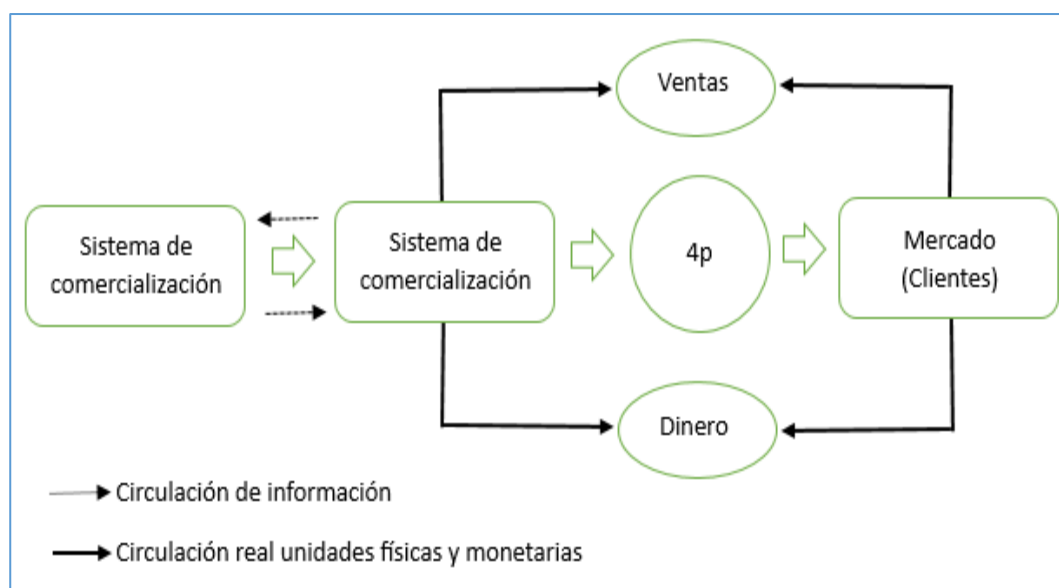 Ventas
Sistema de
comercialización
Sistema de
comercialización
4p
Mercado
(Clientes)
Dinero
Circulación de información
Circulación real unidades físicas y monetarias